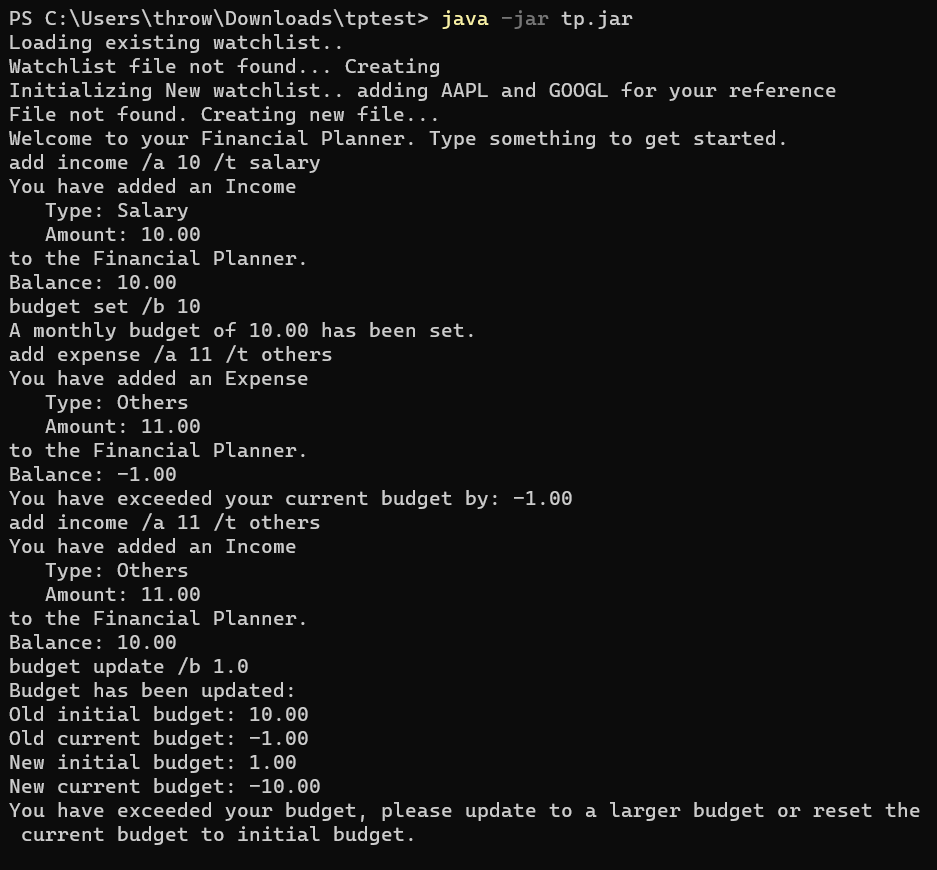 PS C:\Users\throw\Downloads\tptest> java -jar tp.jar
Loading existing watchlist..
Watchlist file not found... Creating
Initializing New watchlist.. adding AAPL and GOOGL for your reference
File not found. Creating new file...
Welcome to your Financial Planner. Type something to get started.
add income /a 10 /t salary
You have added an Income
   Type: Salary
   Amount: 10.00
to the Financial Planner.
Balance: 10.00
budget set /b 10
A monthly budget of 10.00 has been set.
add expense /a 11 /t others
You have added an Expense
   Type: Others
   Amount: 11.00
to the Financial Planner.
Balance: -1.00
You have exceeded your current budget by: -1.00
add income /a 11 /t others
You have added an Income
   Type: Others
   Amount: 11.00
to the Financial Planner.
Balance: 10.00
budget update /b 1.0
Budget has been updated:
Old initial budget: 10.00
Old current budget: -1.00
New initial budget: 1.00
New current budget: -10.00
You have exceeded your budget, please update to a larger budget or reset the
 current budget to initial budget.